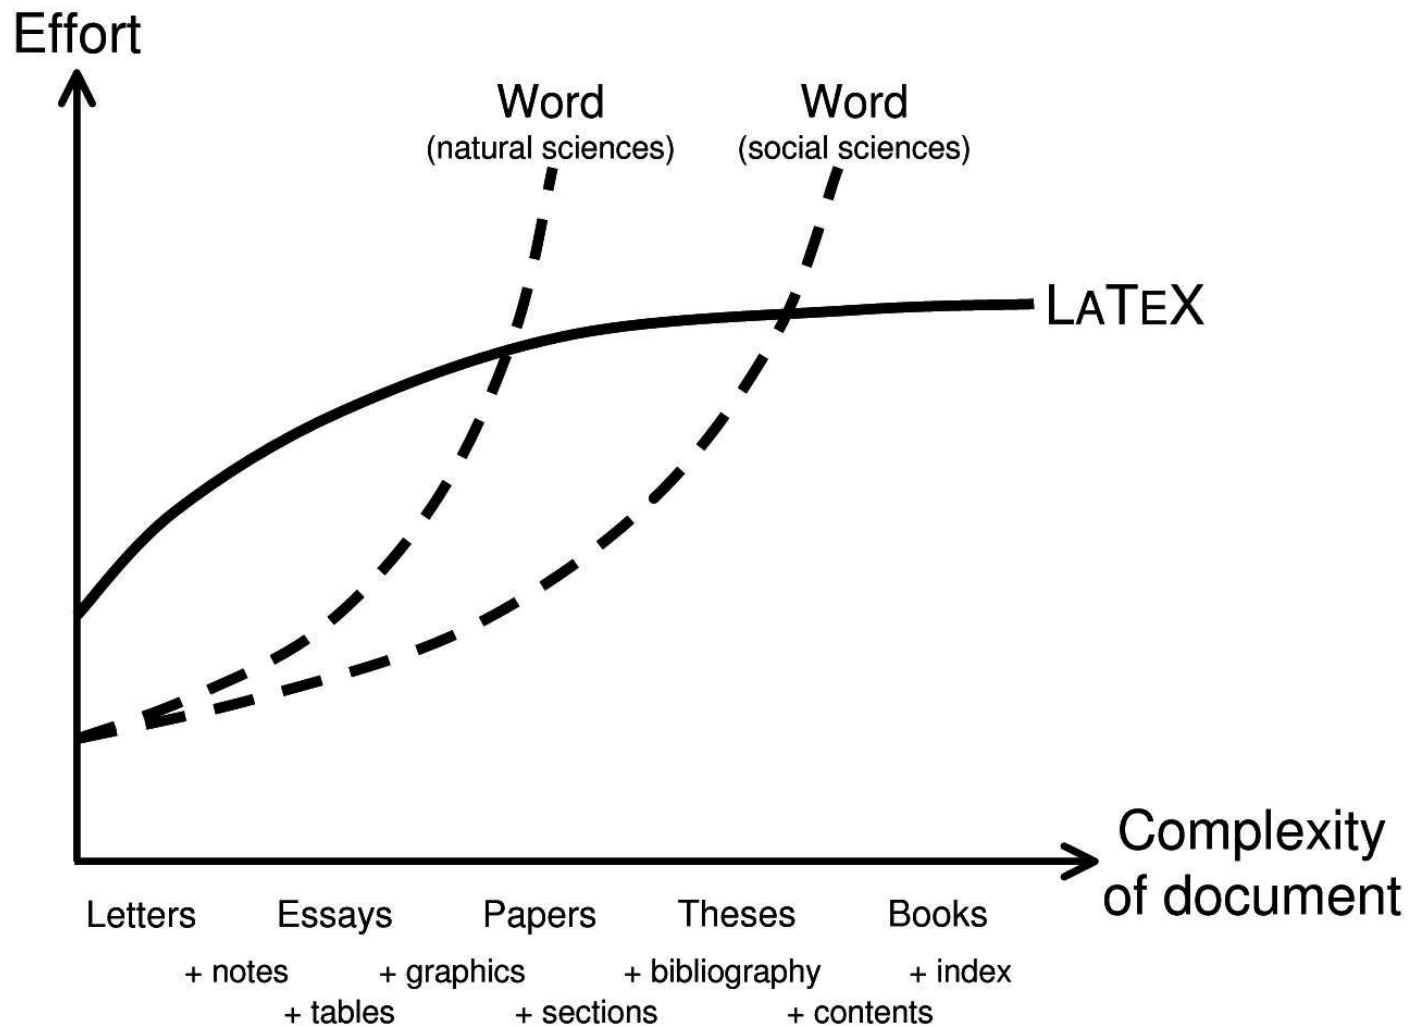 Effort
Word
(natural sciences)
Word
(social sciences)
LATEX
Complexity
of document
Letters
Essays
Papers
Theses
Books
+ notes
+ graphics
+ bibliography
+ index
+ tables
+ sections
+ contents